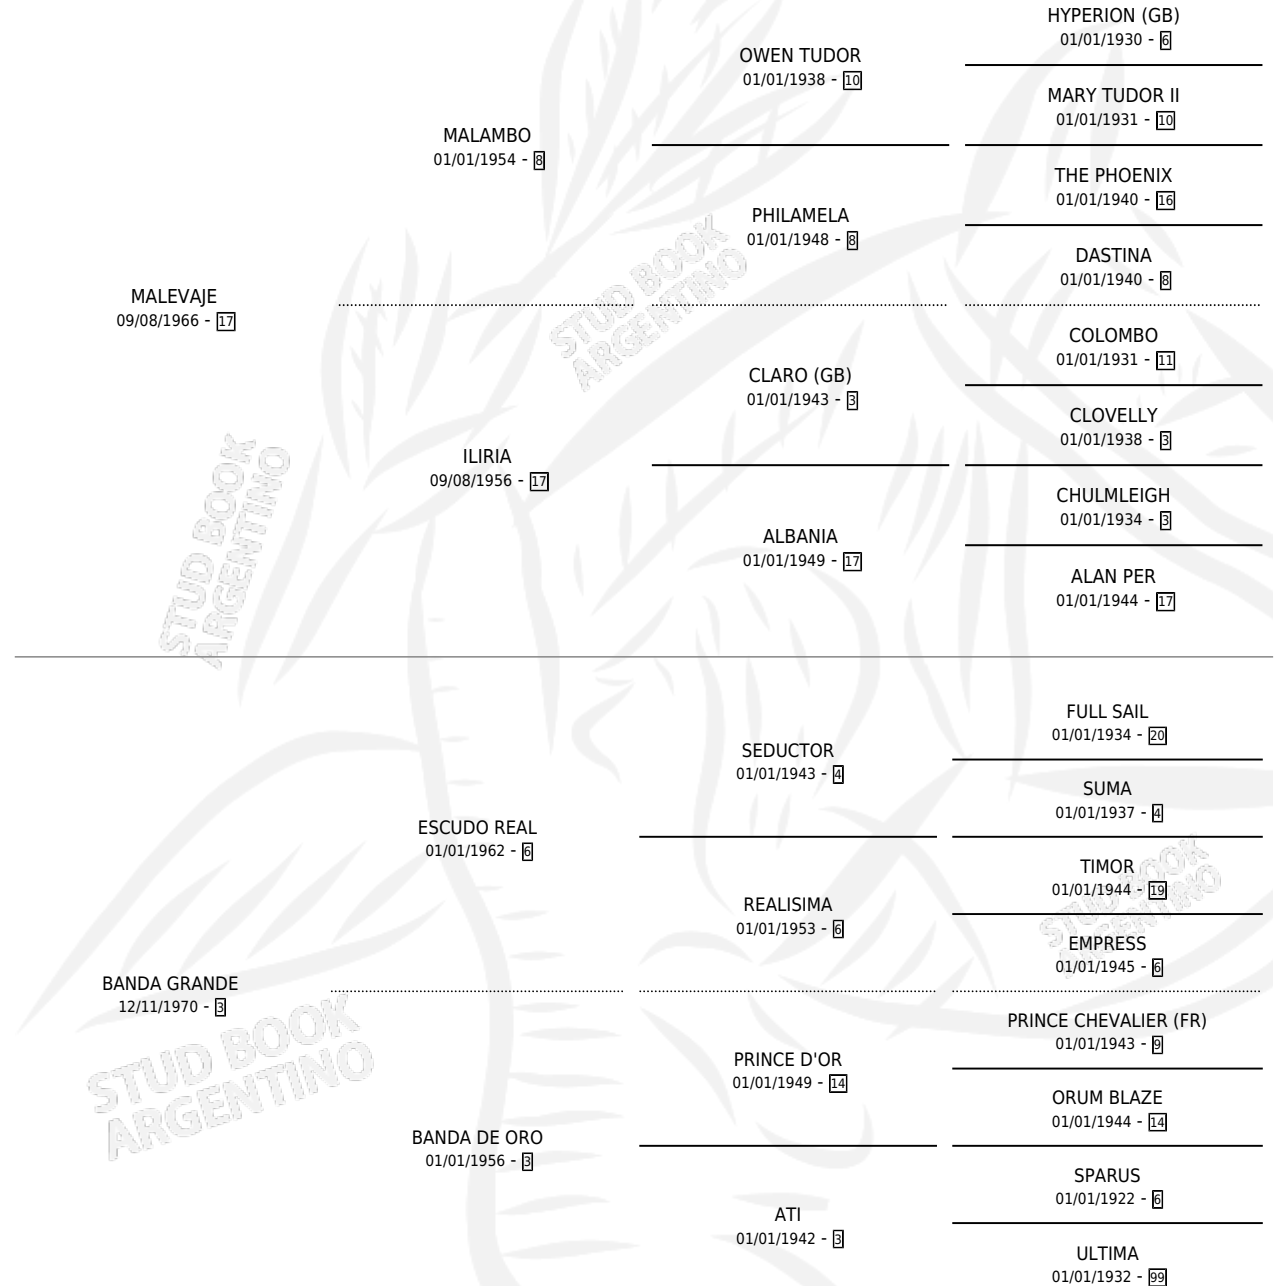 HYPERION (GB)
01/01/1930 - 6
OWEN TUDOR
01/01/1938 - 10
MARY TUDOR II
01/01/1931 - 10
MALAMBO
01/01/1954 - 8
THE PHOENIX
01/01/1940 - 16
PHILAMELA
01/01/1948 - 8
DASTINA
01/01/1940 - 8
MALEVAJE
09/08/1966 - 17
COLOMBO
01/01/1931 - 11
CLARO (GB)
01/01/1943 - 3
CLOVELLY
01/01/1938 - 3
ILIRIA
09/08/1956 - 17
CHULMLEIGH
01/01/1934 - 3
ALBANIA
01/01/1949 - 17
ALAN PER
01/01/1944 - 17
FULL SAIL
01/01/1934 - 20
SEDUCTOR
01/01/1943 - 4
SUMA
01/01/1937 - 4
ESCUDO REAL
01/01/1962 - 6
TIMOR
01/01/1944 - 19
REALISIMA
01/01/1953 - 6
EMPRESS
01/01/1945 - 6
BANDA GRANDE
12/11/1970 - 3
PRINCE CHEVALIER (FR)
01/01/1943 - 9
PRINCE D'OR
01/01/1949 - 14
ORUM BLAZE
01/01/1944 - 14
BANDA DE ORO
01/01/1956 - 3
SPARUS
01/01/1922 - 6
ATI
01/01/1942 - 3
ULTIMA
01/01/1932 - 99
STUD BOOK
ARGENTINO
STUD BOOK
ARGENTINO
STUD BOOK
ARGENTINO
STUD BOOK
ARGENTINO